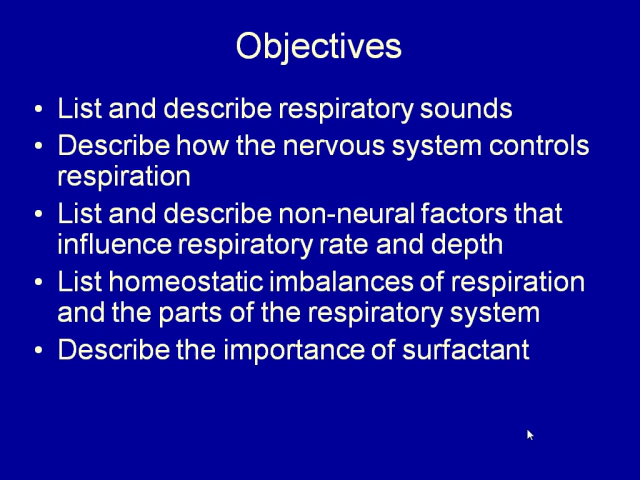 Objectives
• List and describe respiratory sounds
• Describe how the nervous system controls
respiration
• List and describe non-neural factors that
influence respiratory rate and depth
• List homeostatic imbalances of respiration
and the parts of the respiratory system
• Describe the importance of surfactant